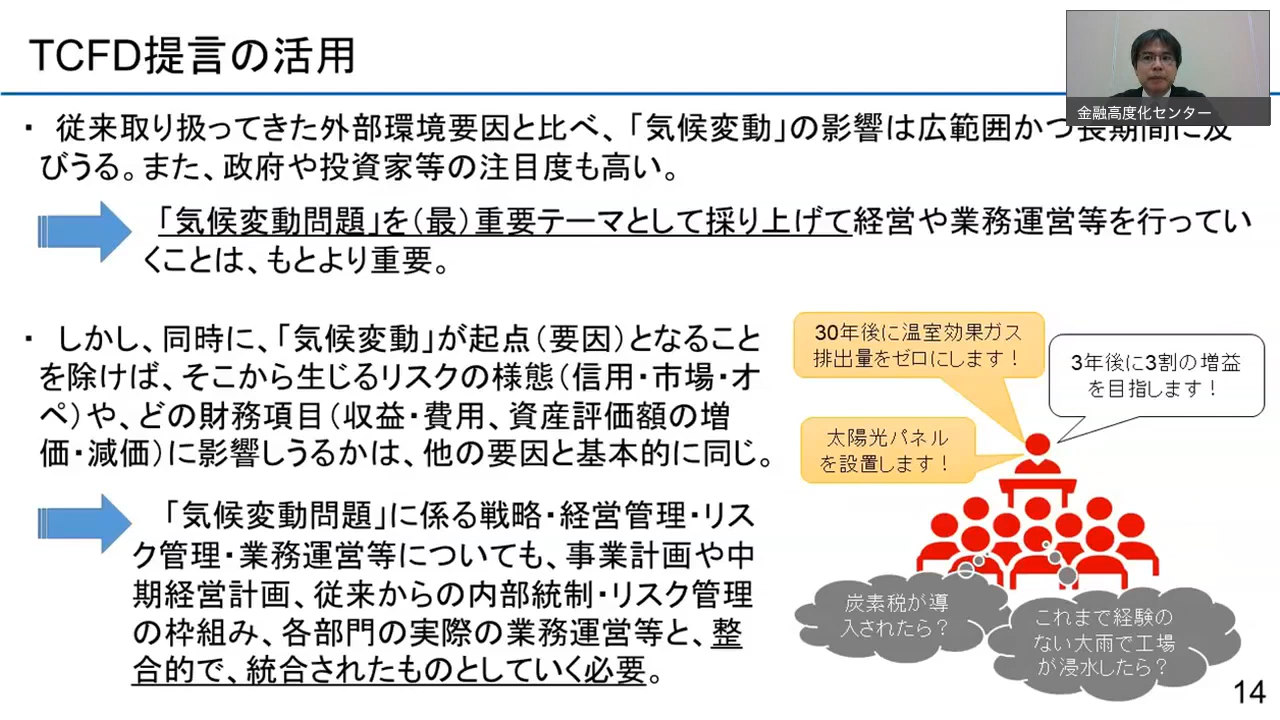 TCFD提言の活用
金融高度化センター
・ 従来取り扱ってきた外部環境要因と比べ、「気候変動」の影響は広範囲かつ長期間に及
びうる。また、政府や投資家等の注目度も高い。
「気候変動問題」を（最）重要テーマとして採り上げて経営や業務運営等を行ってい
くことは、もとより重要。
・ しかし、同時に、「気候変動」が起点（要因）となること
を除けば、そこから生じるリスクの様態（信用・市場・オ
ペ）や、どの財務項目（収益・費用、資産評価額の増
価・減価）に影響しうるかは、他の要因と基本的に同じ。
「気候変動問題」に係る戦略・経営管理・リス
ク管理・業務運営等についても、事業計画や中
期経営計画、従来からの内部統制・リスク管理
の枠組み、各部門の実際の業務運営等と、整
合的で、統合されたものとしていく必要。
30年後に温室効果ガス
排出量をゼロにします！
3年後に3割の増益
を目指します！
太陽光パネル
を設置します！
炭素税が導
入されたら？
これまで経験の
ない大雨で工場
が浸水したら？
14